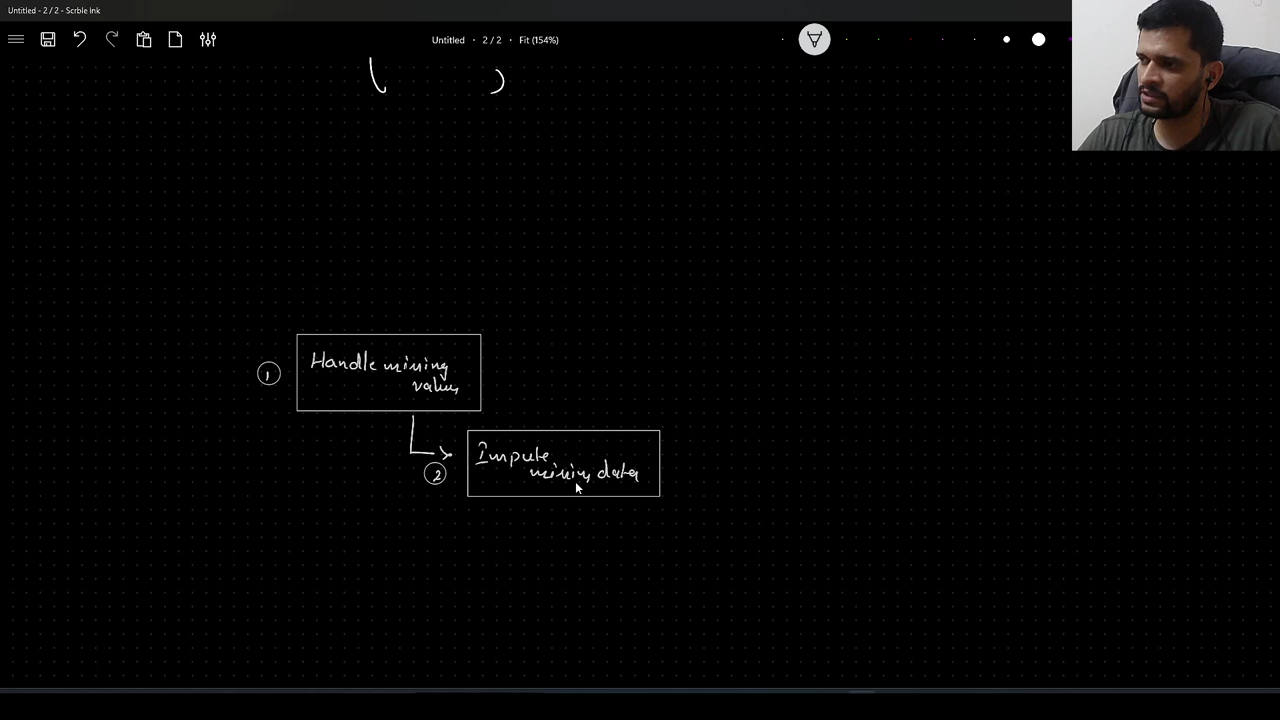 Untitled - 2 / 2 - Scrble Ink
Untitled · 2 / 2 · Fit (154%)
1
Handle missing
values
2
Impute
missing data